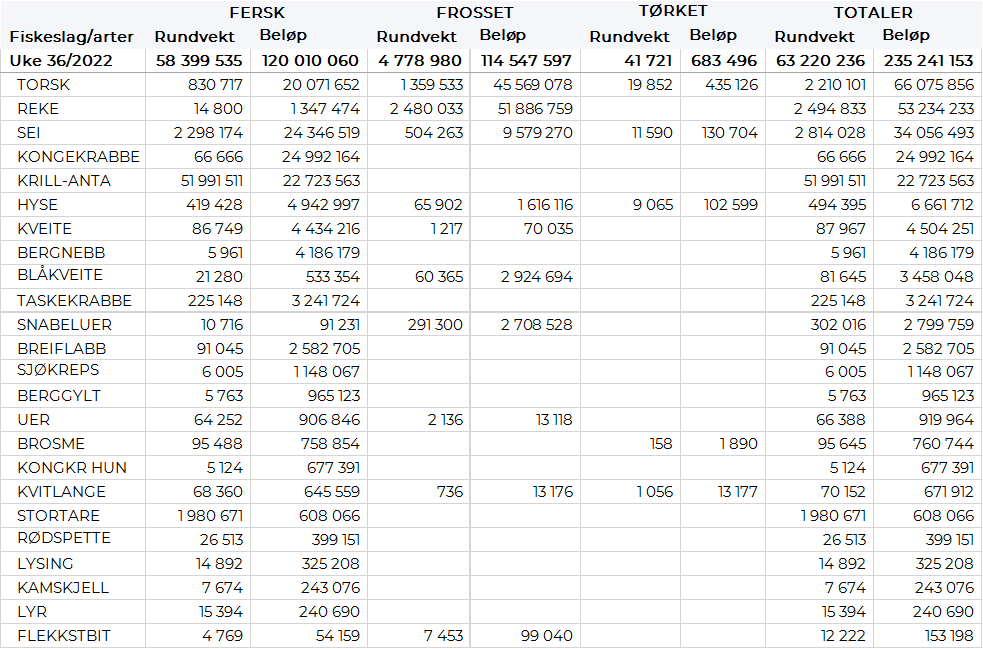 FERSK FROSSET TØRKET TOTALER
Fiskeslag/arter Rundvekt Beløp Rundvekt Beløp Rundvekt Beløp Rundvekt Beløp
Uke 36/2022 58 399 535 120 010 060 4 778 980 114 547 597 41 721 683 496 63 220 236 235 241 153
TORSK 830 717 20 071 652 1 359 533 45 569 078 19 852 435 126 2 210 101 66 075 856
REKE 14 800 1 347 474 2 480 033 51 886 759 2 494 833 53 234 233
SEI 2 298 174 24 346 519 504 263 9 579 270 11 590 130 704 2 814 028 34 056 493
KONGEKRABBE 66 666 24 992 164 66 666 24 992 164
KRILL-ANTA 51 991 511 22 723 563 51 991 511 22 723 563
HYSE 419 428 4 942 997 65 902 1 616 116 9 065 102 599 494 395 6 661 712
KVEITE 86 749 4 434 216 1 217 70 035 87 967 4 504 251
BERGNEBB 5 961 4 186 179 5 961 4 186 179
BLÅKVEITE 21 280 533 354 60 365 2 924 694 81 645 3 458 048
TASKEKRABBE 225 148 3 241 724 225 148 3 241 724
SNABELUER 10 716 91 231 291 300 2 708 528 302 016 2 799 759
BREIFLABB 91 045 2 582 705 91 045 2 582 705
SJØKREPS 6 005 1 148 067 6 005 1 148 067
BERGGYLT 5 763 965 123 5 763 965 123
UER 64 252 906 846 2 136 13 118 66 388 919 964
BROSME 95 488 758 854 158 1 890 95 645 760 744
KONGKR HUN 5 124 677 391 5 124 677 391
KVITLANGE 68 360 645 559 736 13 176 1 056 13 177 70 152 671 912
STORTARE 1 980 671 608 066 1 980 671 608 066
RØDSPETTE 26 513 399 151 26 513 399 151
LYSING 14 892 325 208 14 892 325 208
KAMSKJELL 7 674 243 076 7 674 243 076
LYR 15 394 240 690 15 394 240 690
FLEKKSTBIT 4 769 54 159 7 453 99 040 12 222 153 198